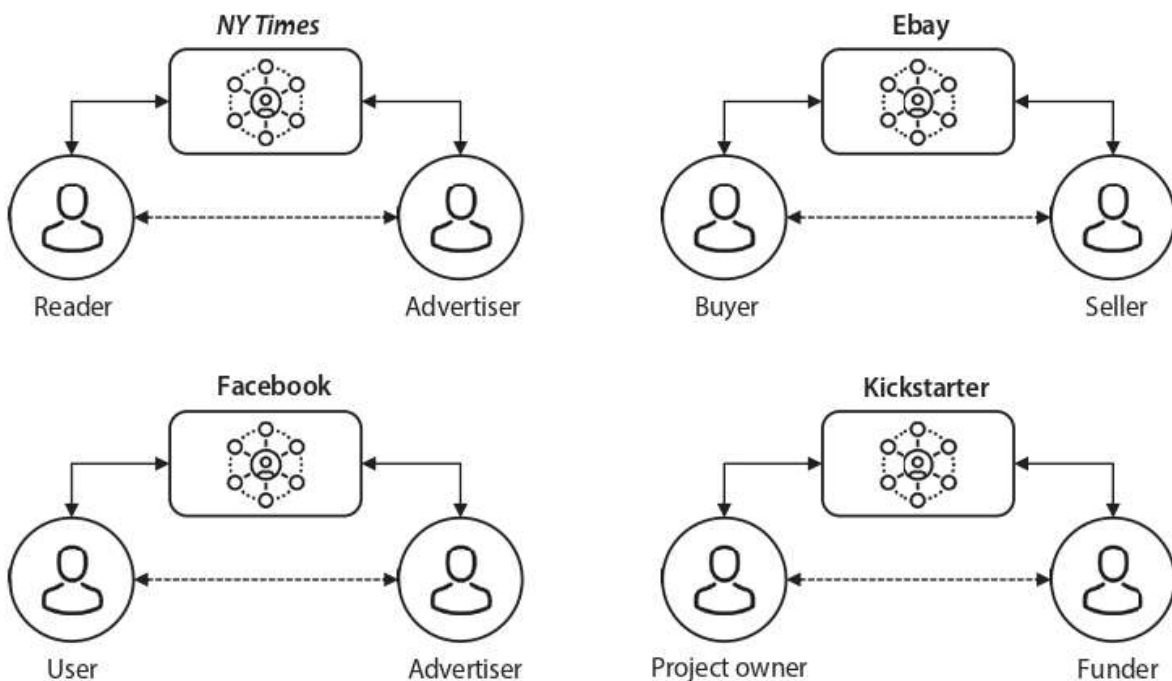 NY Times
Ebay
Reader
Advertiser
Buyer
Seller
Facebook
Kickstarter
User
Advertiser
Project owner
Funder